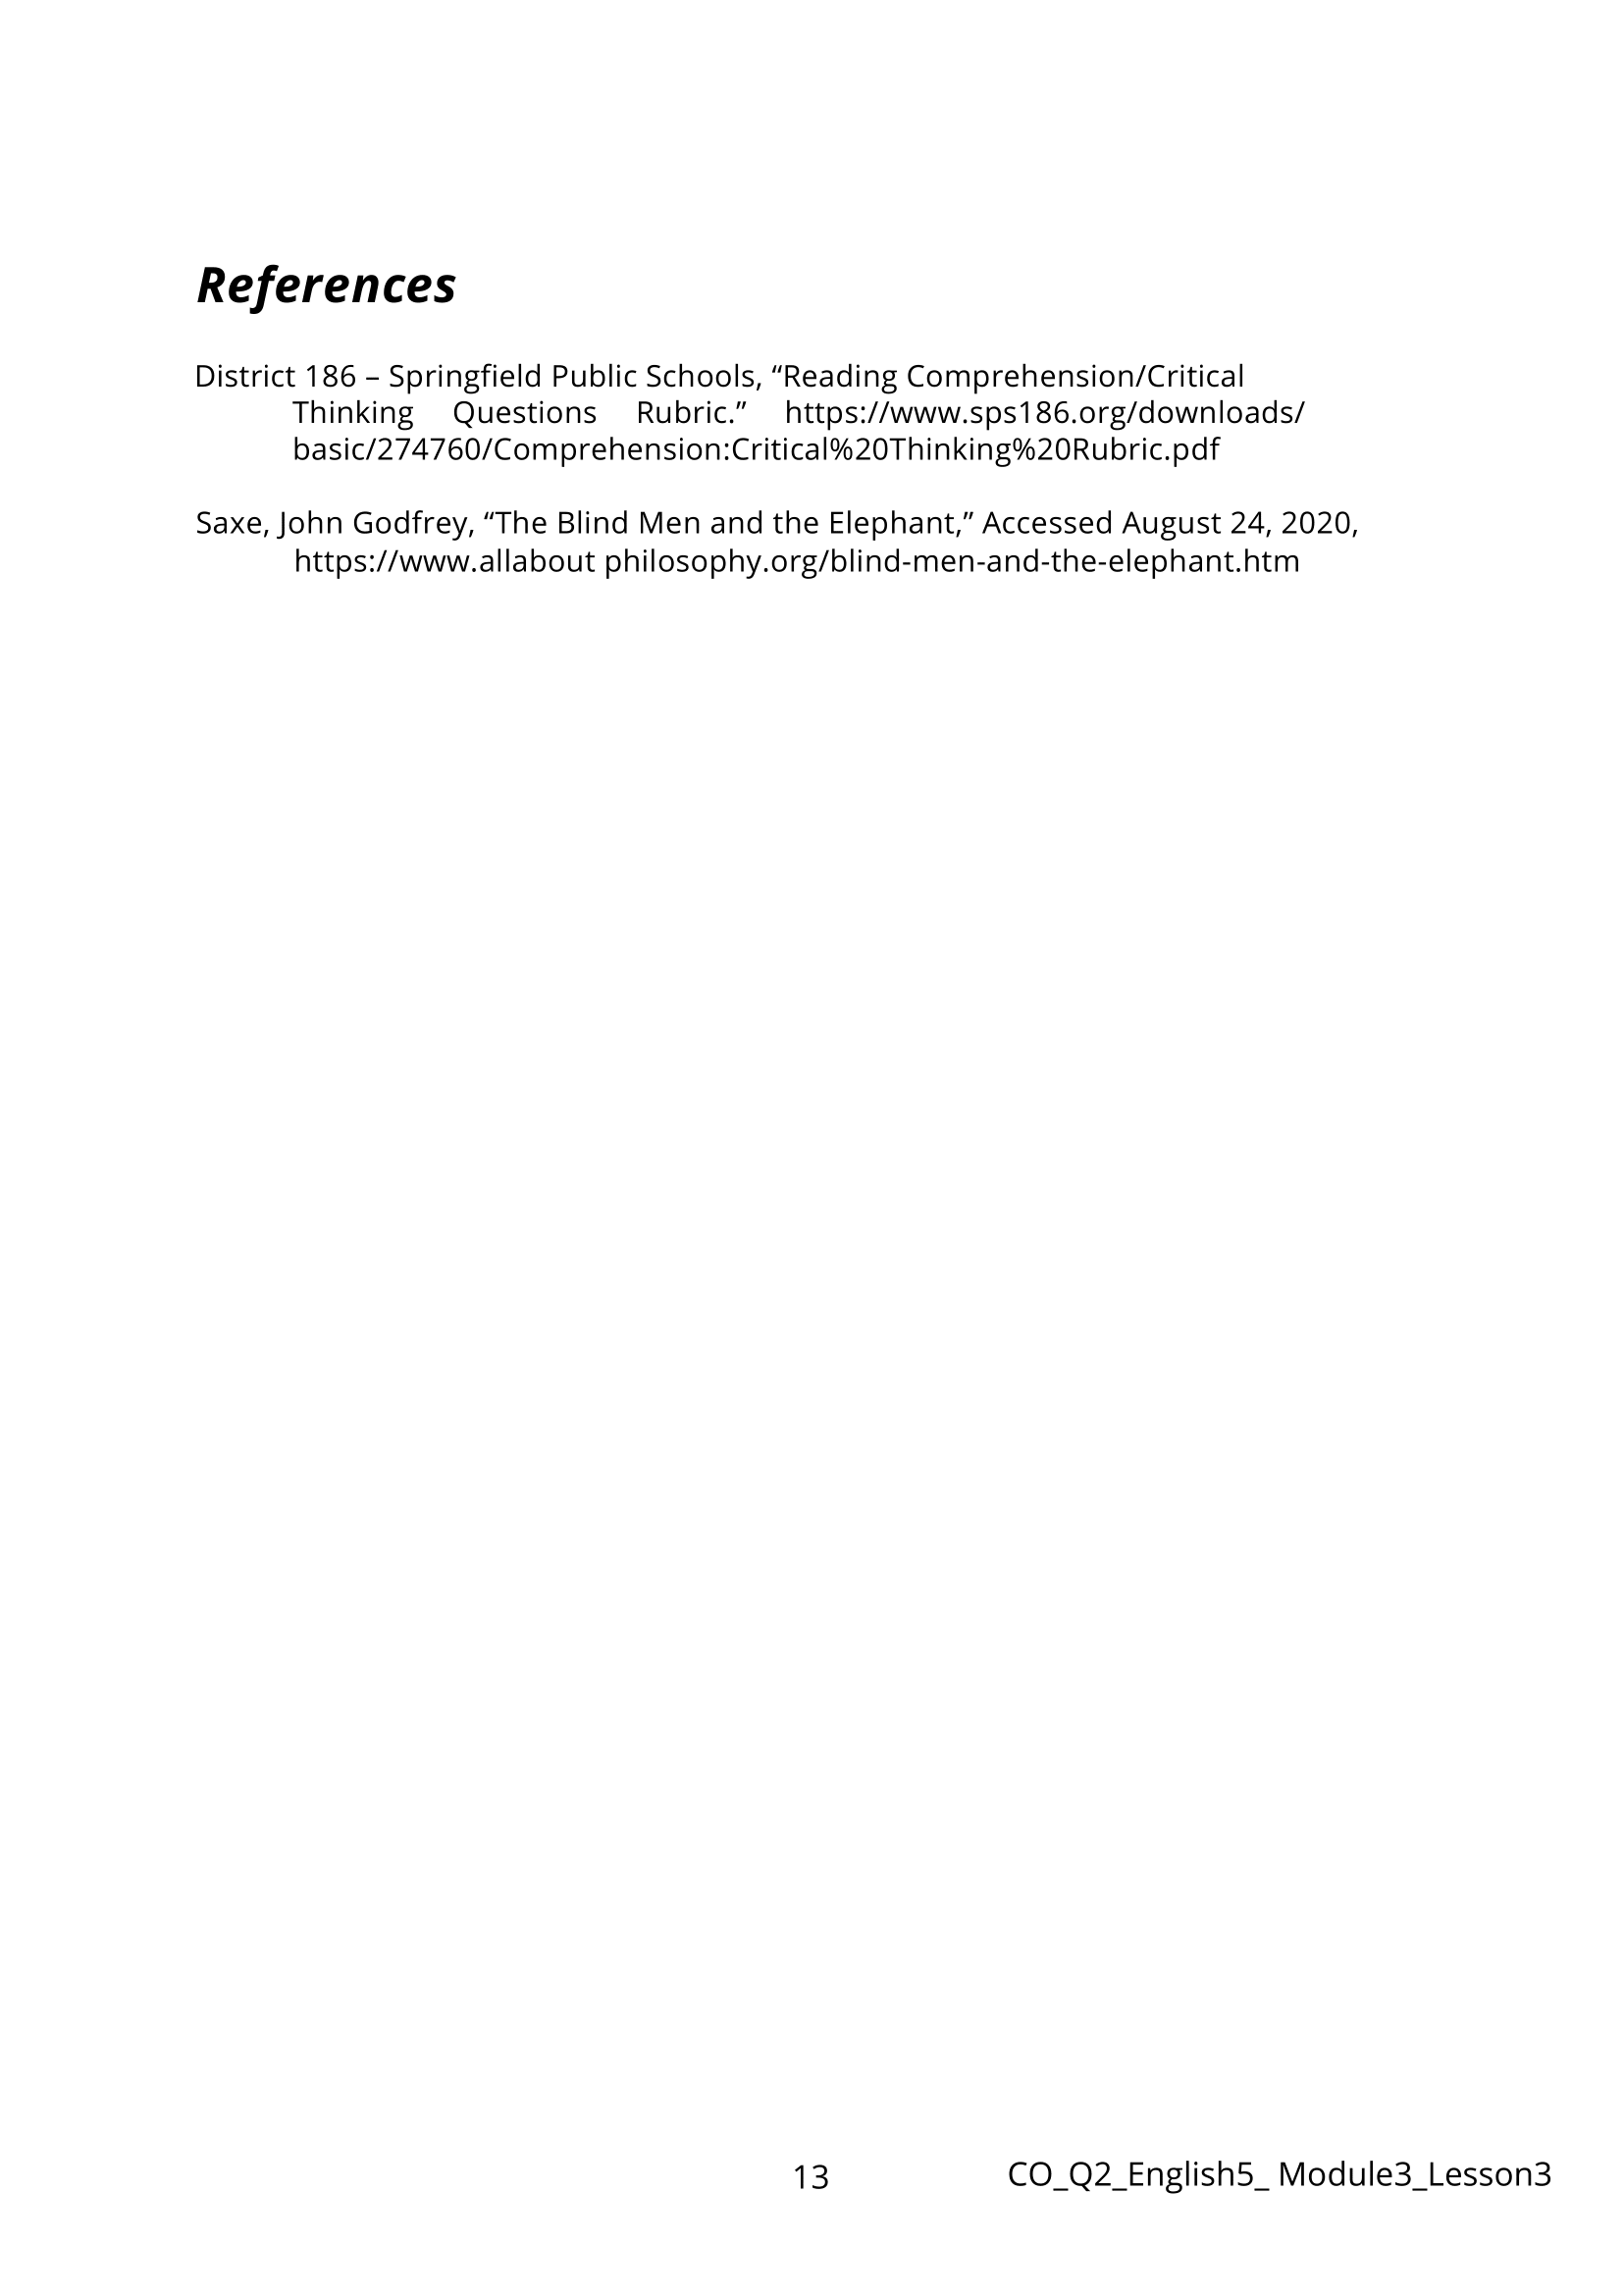 References
District 186 – Springfield Public Schools, “Reading Comprehension/Critical
Thinking Questions Rubric.” https://www.sps186.org/downloads/
basic/274760/Comprehension:Critical%20Thinking%20Rubric.pdf
Saxe, John Godfrey, “The Blind Men and the Elephant,” Accessed August 24, 2020,
https://www.allabout philosophy.org/blind-men-and-the-elephant.htm
13
CO_Q2_English5_ Module3_Lesson3